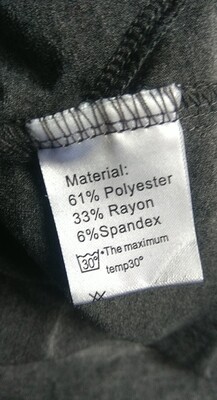 Material:
61% Polyester
33% Rayon
6%Spandex
30° •The maximum
temp30°